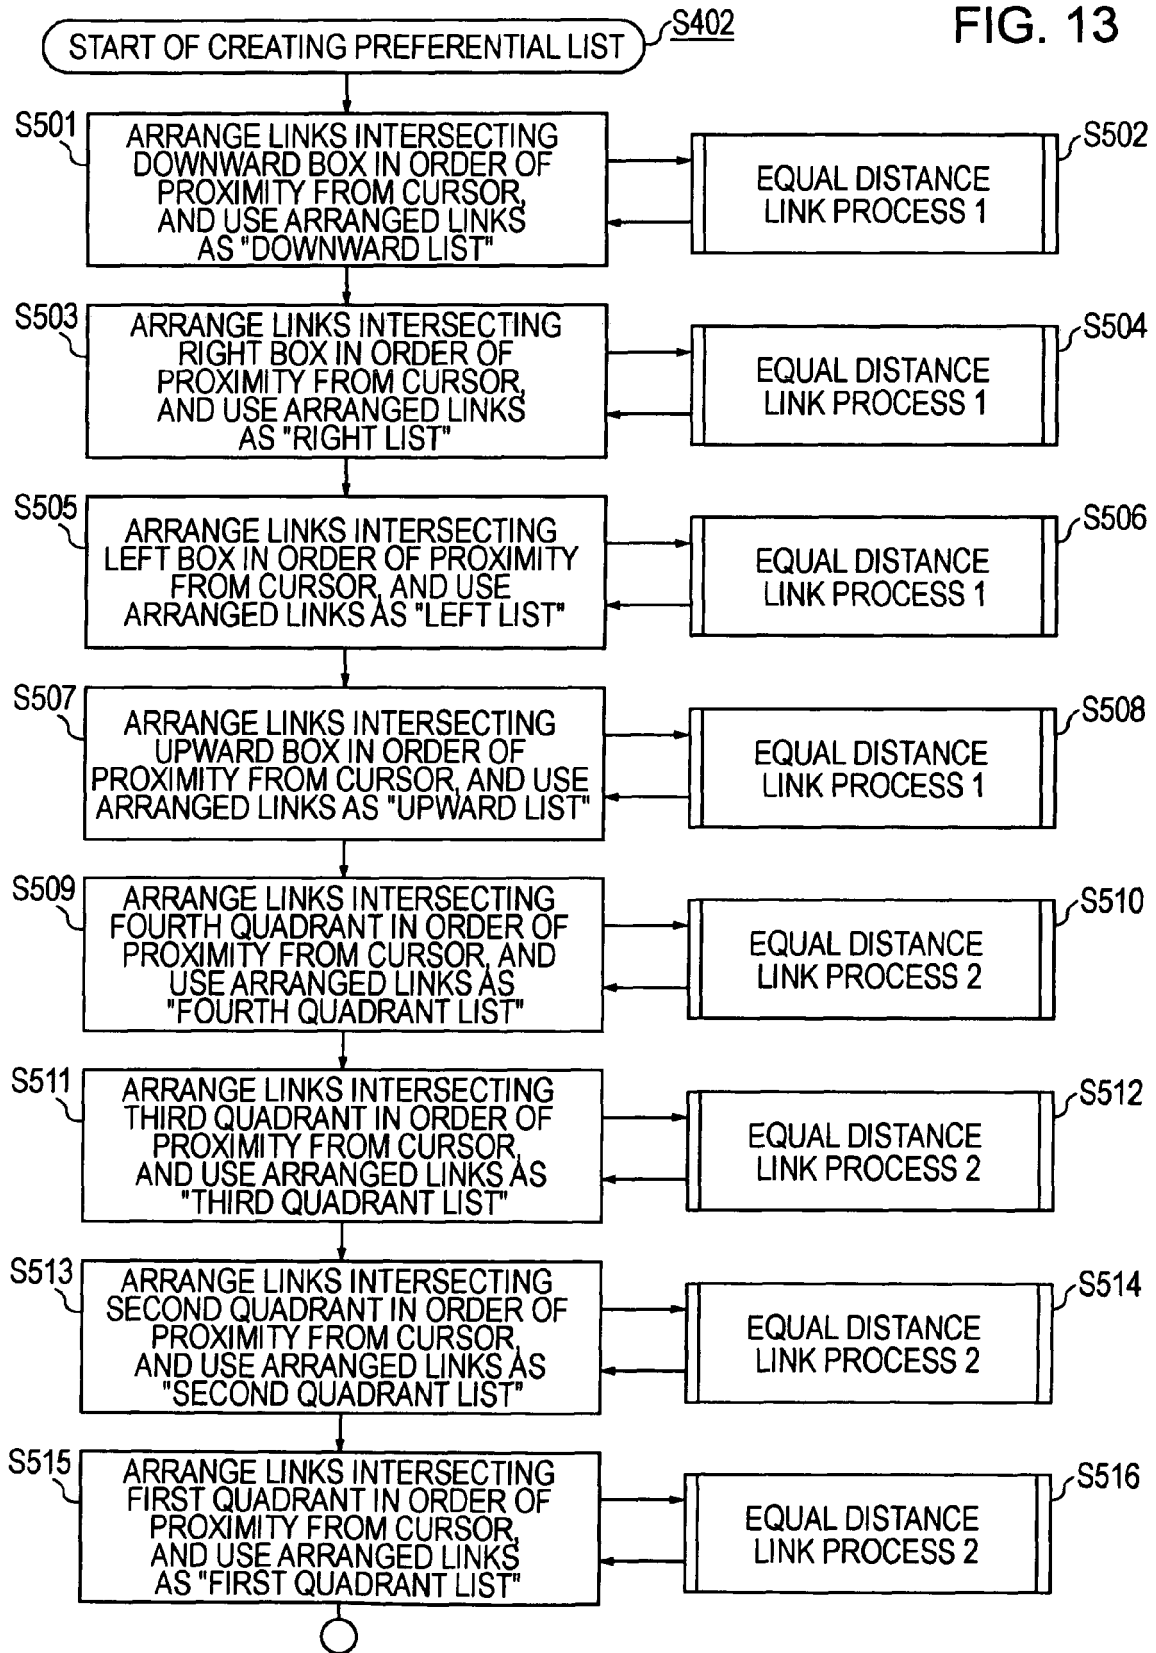 FIG. 13
START OF CREATING PREFERENTIAL LIST
S402
S501
ARRANGE LINKS INTERSECTING
DOWNWARD BOX IN ORDER OF
PROXIMITY FROM CURSOR,
AND USE ARRANGED LINKS
AS "DOWNWARD LIST"
S502
EQUAL DISTANCE
LINK PROCESS 1
S503
ARRANGE LINKS INTERSECTING
RIGHT BOX IN ORDER OF
PROXIMITY FROM CURSOR,
AND USE ARRANGED LINKS
AS "RIGHT LIST"
S504
EQUAL DISTANCE
LINK PROCESS 1
S505
ARRANGE LINKS INTERSECTING
LEFT BOX IN ORDER OF PROXIMITY
FROM CURSOR, AND USE
ARRANGED LINKS AS "LEFT LIST"
S506
EQUAL DISTANCE
LINK PROCESS 1
S507
ARRANGE LINKS INTERSECTING
UPWARD BOX IN ORDER OF
PROXIMITY FROM CURSOR, AND USE
ARRANGED LINKS AS "UPWARD LIST"
S508
EQUAL DISTANCE
LINK PROCESS 1
S509
ARRANGE LINKS INTERSECTING
FOURTH QUADRANT IN ORDER OF
PROXIMITY FROM CURSOR, AND
USE ARRANGED LINKS AS
"FOURTH QUADRANT LIST"
S510
EQUAL DISTANCE
LINK PROCESS 2
S511
ARRANGE LINKS INTERSECTING
THIRD QUADRANT IN ORDER OF
PROXIMITY FROM CURSOR,
AND USE ARRANGED LINKS AS
"THIRD QUADRANT LIST"
S512
EQUAL DISTANCE
LINK PROCESS 2
S513
ARRANGE LINKS INTERSECTING
SECOND QUADRANT IN ORDER OF
PROXIMITY FROM CURSOR,
AND USE ARRANGED LINKS AS
"SECOND QUADRANT LIST"
S514
EQUAL DISTANCE
LINK PROCESS 2
S515
ARRANGE LINKS INTERSECTING
FIRST QUADRANT IN ORDER OF
PROXIMITY FROM CURSOR,
AND USE ARRANGED LINKS
AS "FIRST QUADRANT LIST"
S516
EQUAL DISTANCE
LINK PROCESS 2